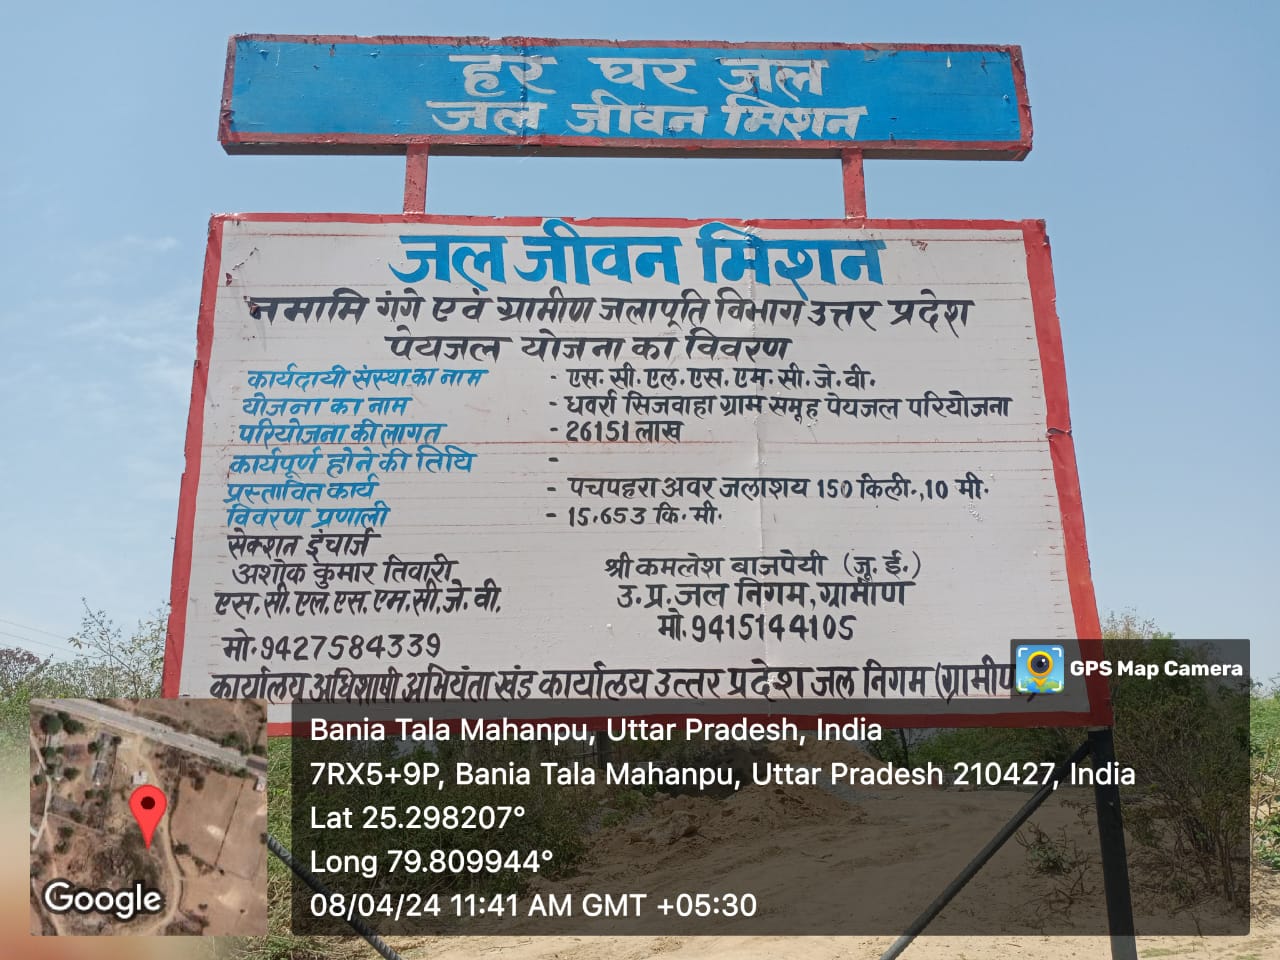 हर घर जल
जल जीवन मिशन
जल जीवन मिशन
नमामि गंगे एवं ग्रामीण जलापूर्ति विभाग उत्तर प्रदेश
पेयजल योजना का विवरण
कार्यदायी संस्था का नाम - एस.सी.एल.एस.एम.सी.जे.वी.
योजना का नाम - धवर्रा सिजवाहा ग्राम समूह पेयजल परियोजना
परियोजना की लागत - 26151 लाख
कार्यपूर्ण होने की तिथि -
प्रस्तावित कार्य - पचपहरा अवर जलाशय 150 किली., 10 मी.
विवरण प्रणाली - 15.653 कि.मी.
सेक्शन इंचार्ज
अशोक कुमार तिवारी
एस.सी.एल.एस.एम.सी.जे.वी.
मो. 9427584339
श्री कमलेश बाजपेयी (जू.ई.)
उ.प्र. जल निगम, ग्रामीण
मो. 9415144105
कार्यालय अधिशाषी अभियंता खंड कार्यालय उत्तर प्रदेश जल निगम (ग्रामीण
GPS Map Camera
Bania Tala Mahanpu, Uttar Pradesh, India
7RX5+9P, Bania Tala Mahanpu, Uttar Pradesh 210427, India
Lat 25.298207°
Long 79.809944°
08/04/24 11:41 AM GMT +05:30
Google